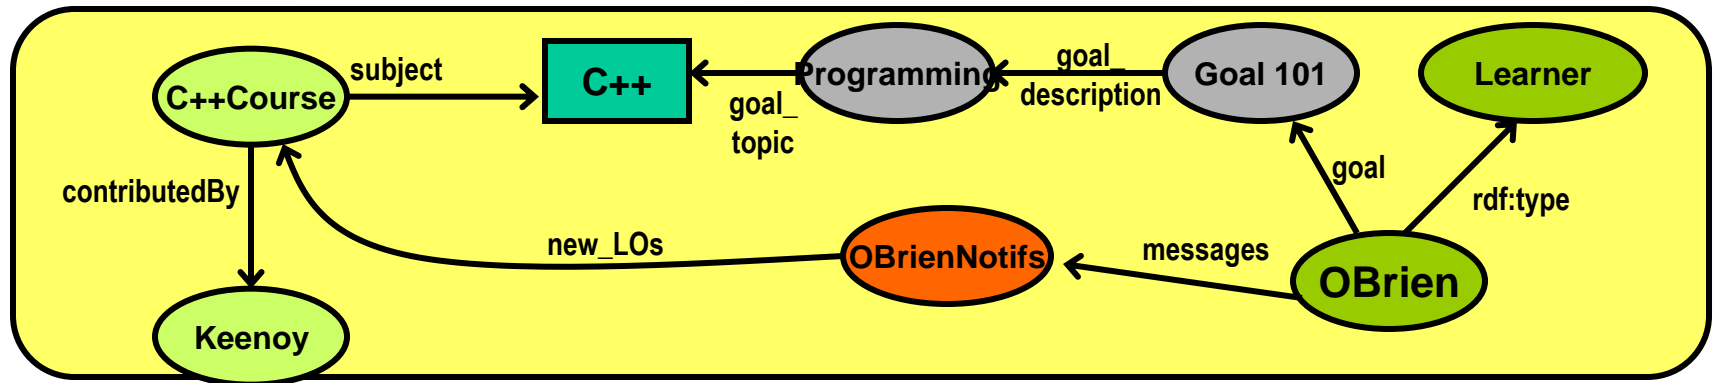 subject
C++
Programming
goal_
description
Goal 101
Learner
C++Course
goal_
topic
contributedBy
goal
rdf:type
new_LOs
OBrienNotifs
messages
OBrien
Keenoy